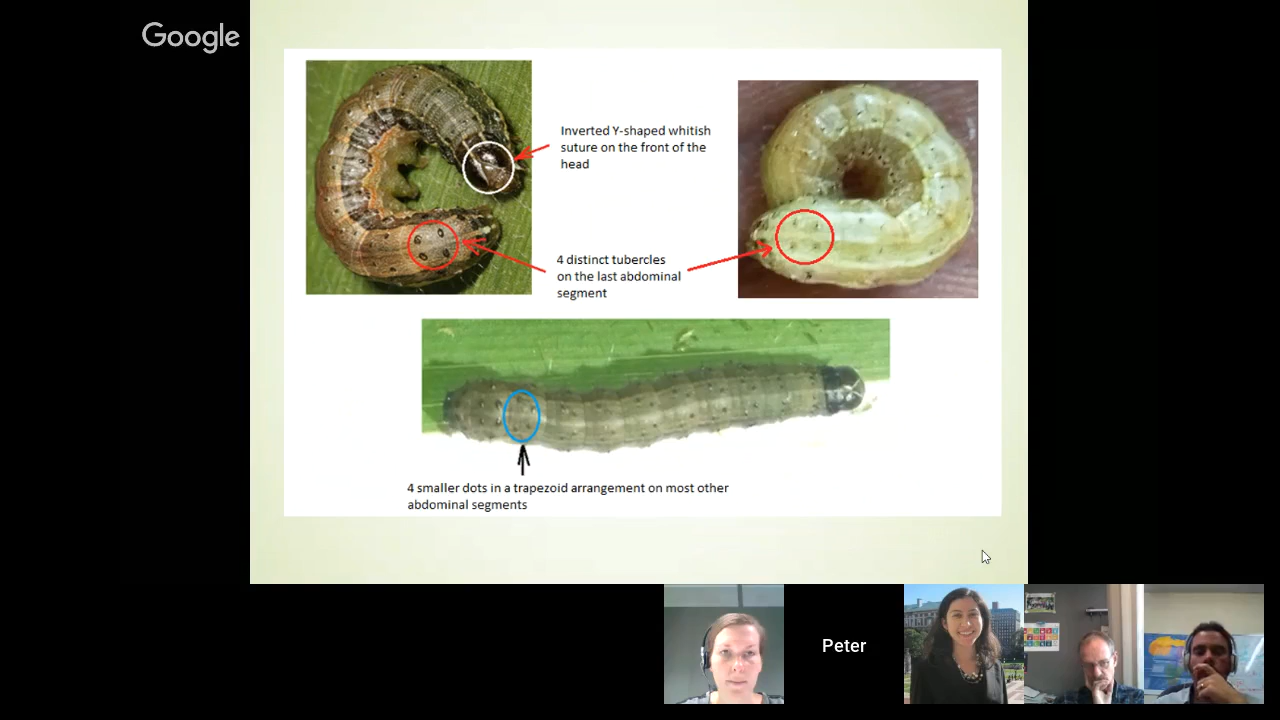 Google
Inverted Y-shaped whitish
suture on the front of the
head
4 distinct tubercles
on the last abdominal
segment
4 smaller dots in a trapezoid arrangement on most other
abdominal segments
Peter